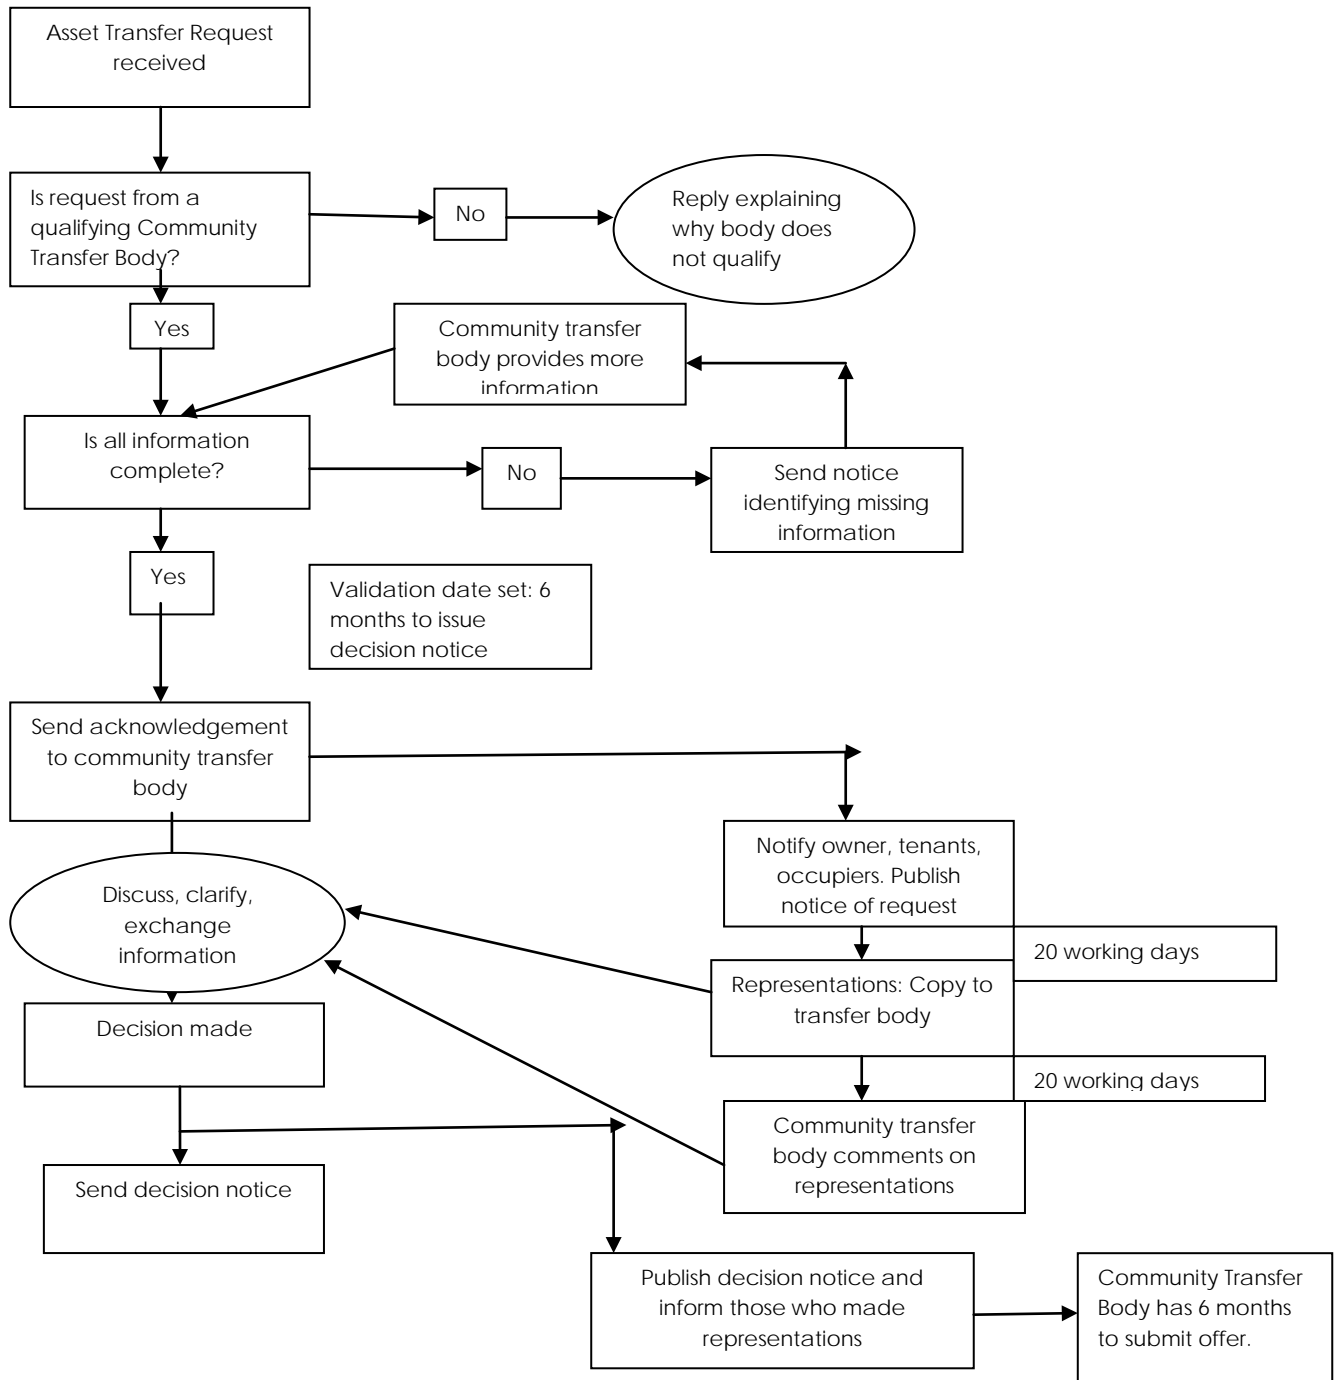 Asset Transfer Request
received
Is request from a
qualifying Community
Transfer Body?
No
Reply explaining
why body does
not qualify
Yes
Community transfer
body provides more
information
Is all information
complete?
No
Send notice
identifying missing
information
Yes
Validation date set: 6
months to issue
decision notice
Send acknowledgement
to community transfer
body
Notify owner, tenants,
occupiers. Publish
notice of request
Discuss, clarify,
exchange
information
20 working days
Representations: Copy to
transfer body
Decision made
20 working days
Community transfer
body comments on
representations
Send decision notice
Publish decision notice and
inform those who made
representations
Community Transfer
Body has 6 months
to submit offer.